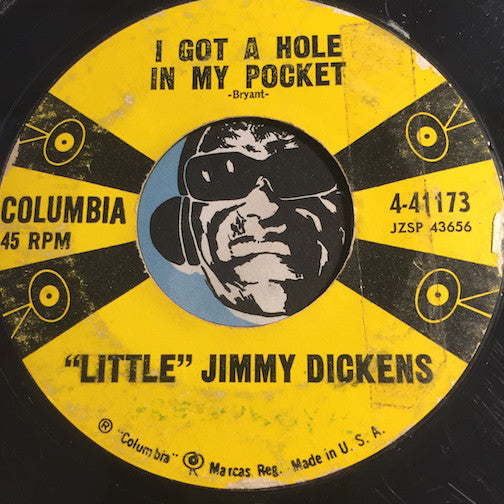 I GOT A HOLE
IN MY POCKET
-Bryant-
COLUMBIA
45 RPM
4-41173
JZSP 43656
"LITTLE" JIMMY DICKENS
® "Columbia" ® Marcas Reg. Made in U. S. A.